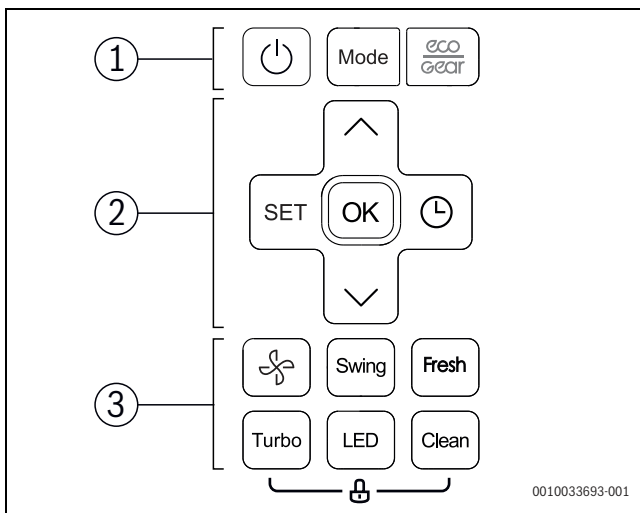 1
Mode
eco
Gear
2
SET
OK
3
Swing
Fresh
Turbo
LED
Clean
0010033693-001